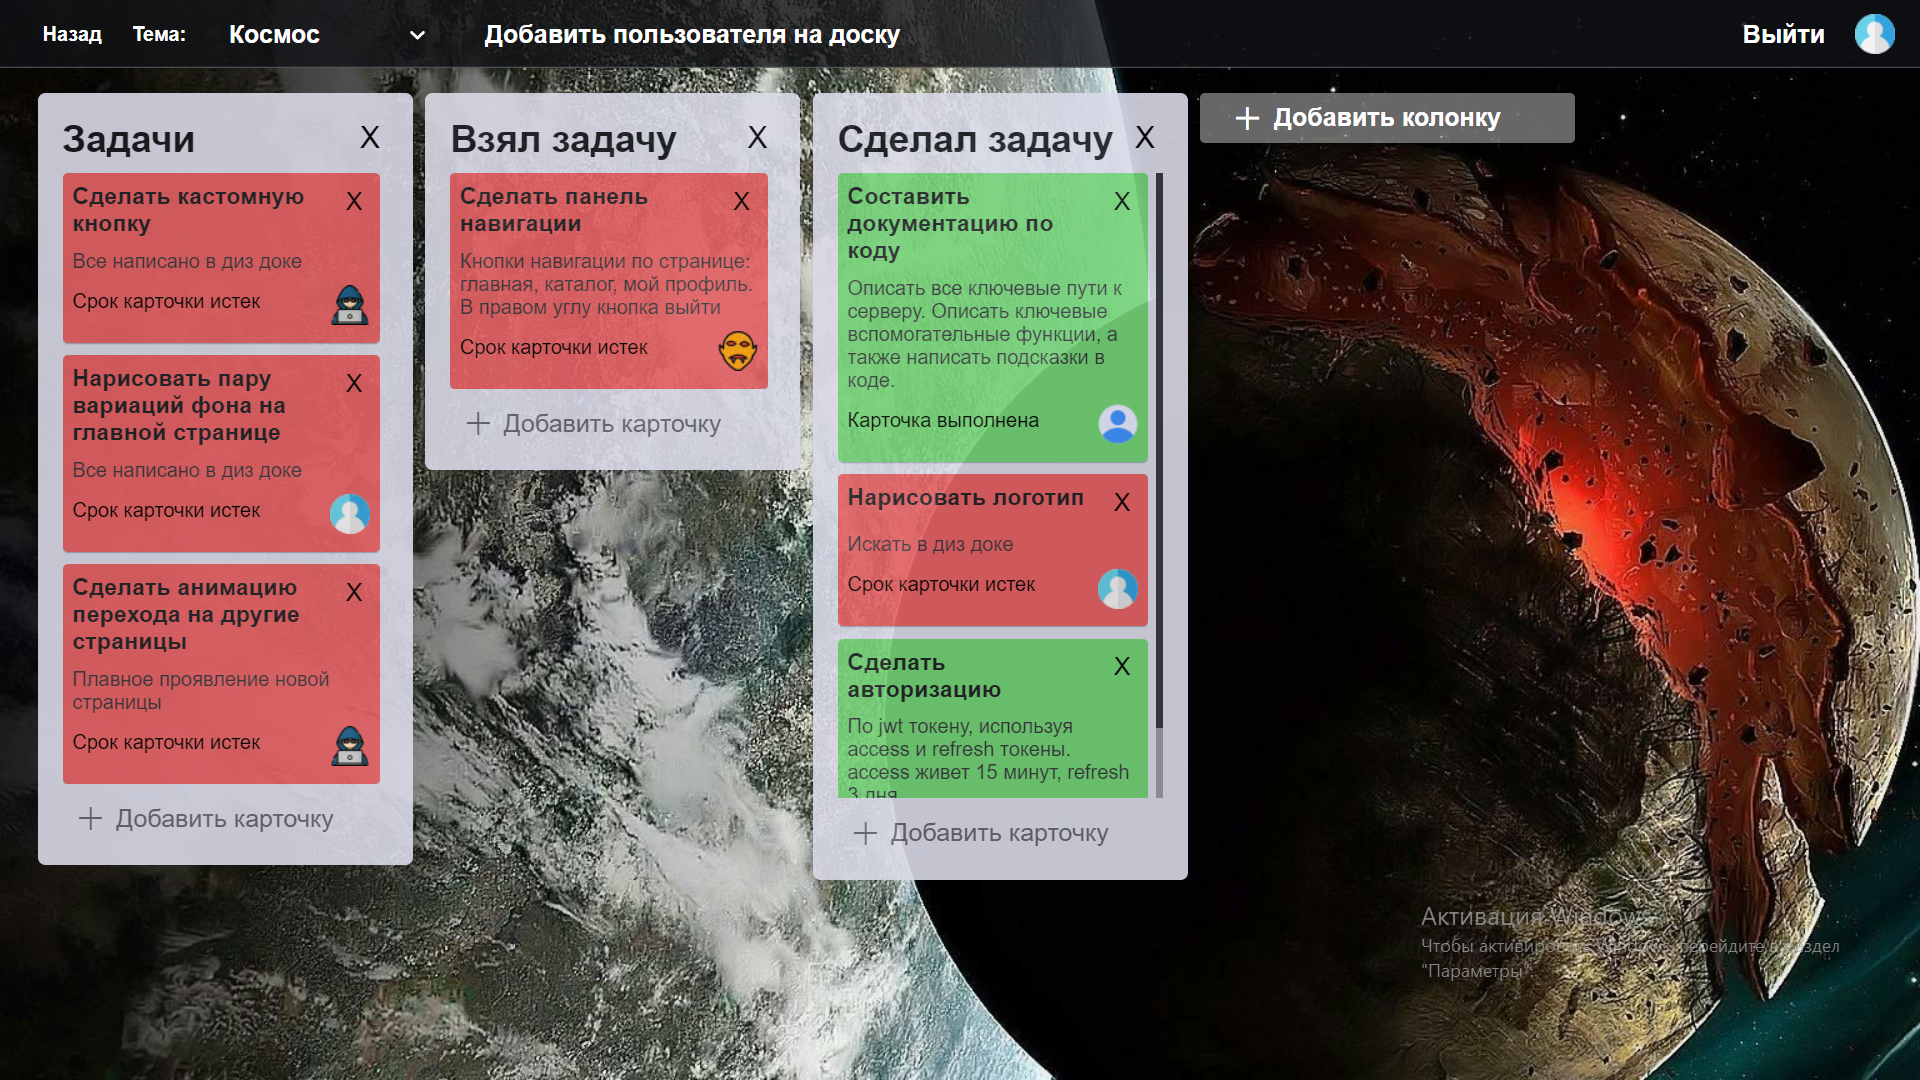 Назад Тема: Космос Добавить пользователя на доску Выйти
Задачи X
Сделать кастомную X
кнопку
Все написано в диз доке
Срок карточки истек
Нарисовать пару X
вариаций фона на
главной странице
Все написано в диз доке
Срок карточки истек
Сделать анимацию X
перехода на другие
страницы
Плавное проявление новой
страницы
Срок карточки истек
Добавить карточку
Взял задачу X
Сделать панель X
навигации
Кнопки навигации по странице:
главная, каталог, мой профиль.
В правом углу кнопка выйти
Срок карточки истек
Добавить карточку
Сделал задачу X
Составить X
документацию по
коду
Описать все ключевые пути к
серверу. Описать ключевые
вспомогательные функции, а
также написать подсказки в
коде.
Карточка выполнена
Нарисовать логотип X
Искать в диз доке
Срок карточки истек
Сделать X
авторизацию
По jwt токену, используя
access и refresh токены.
access живет 15 минут, refresh
3 дня
Добавить карточку
Добавить колонку
Активация Windows
Чтобы активировать Windows, перейдите в раздел
"Параметры".